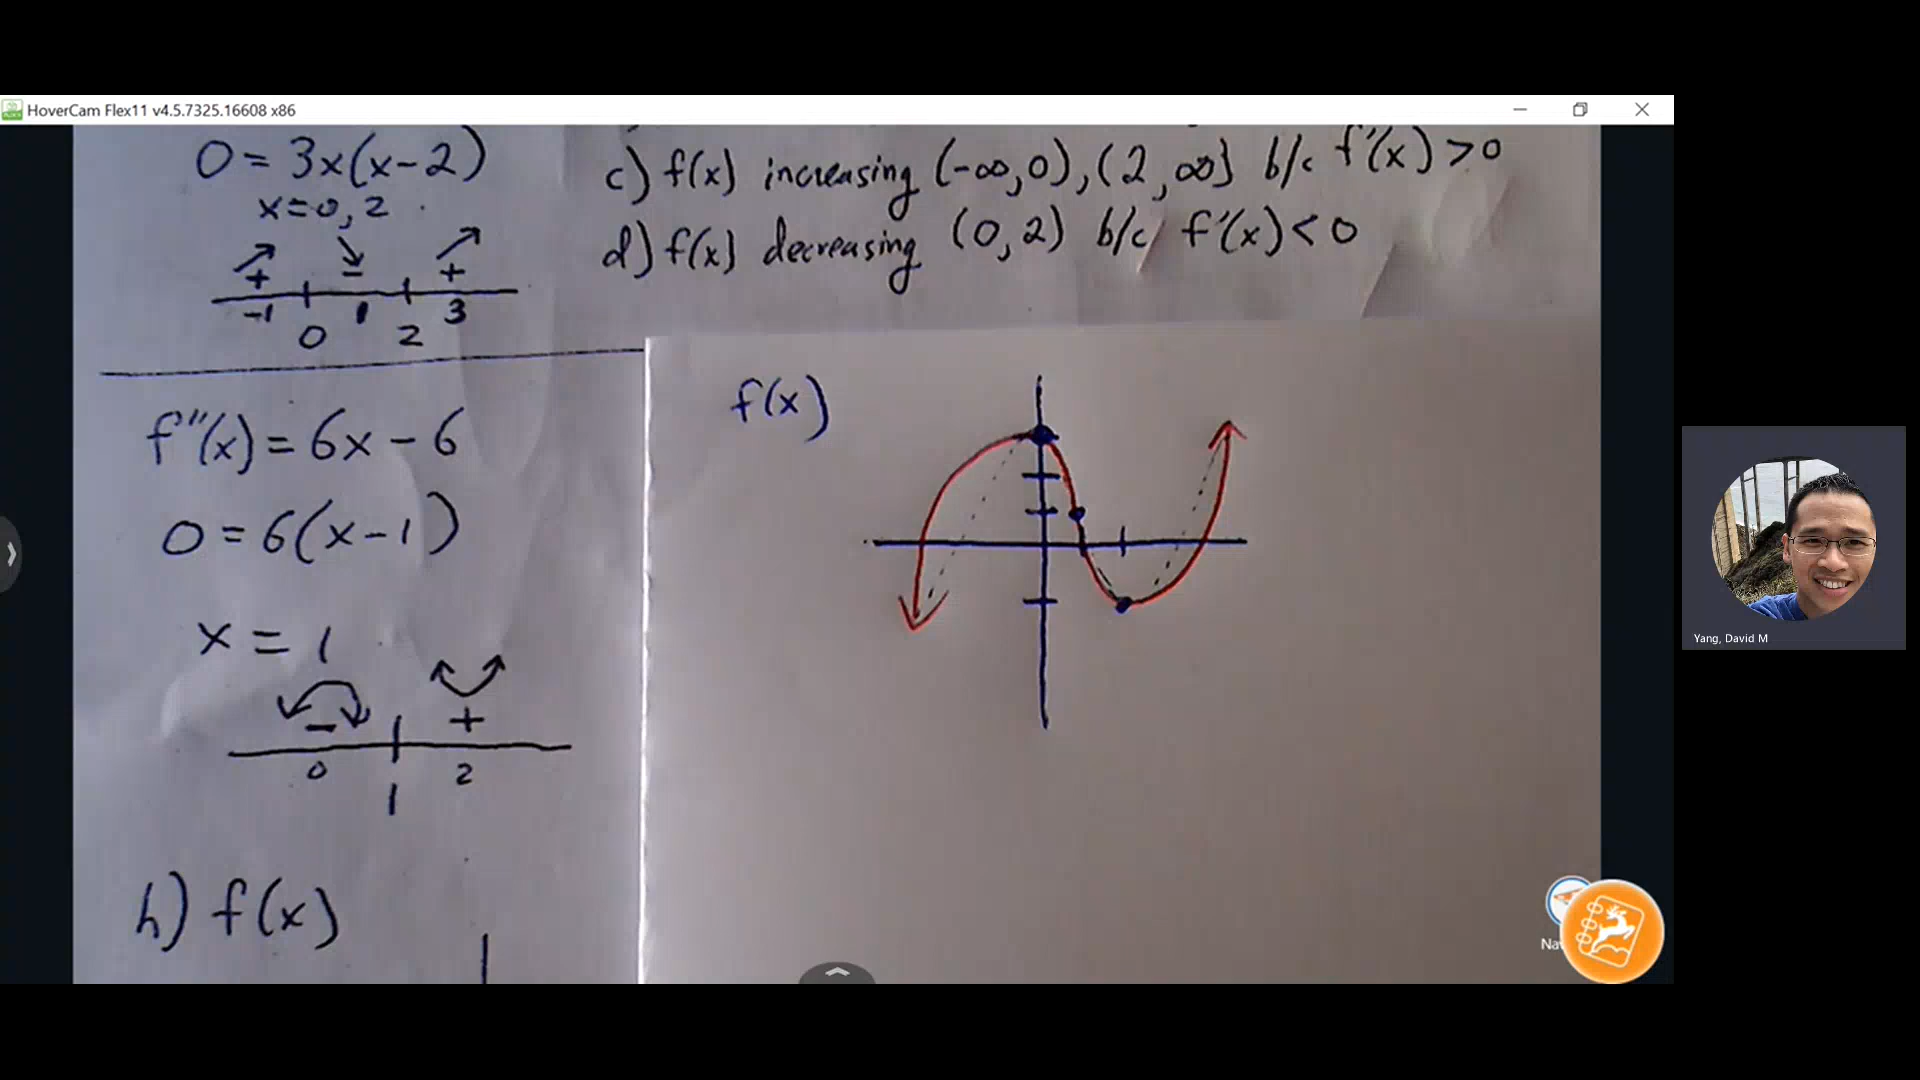 HoverCam Flex11 v4.5.7325.16608 x86
0 = 3x(x-2)
x=0, 2
+ - +
-1 1 3
0 2
c) f(x) increasing (-∞,0), (2, ∞) b/c f'(x) > 0
d) f(x) decreasing (0,2) b/c f'(x) < 0
f''(x) = 6x - 6
0 = 6(x-1)
x = 1
- +
0 2
1
h) f(x)
f(x)
Yang, David M